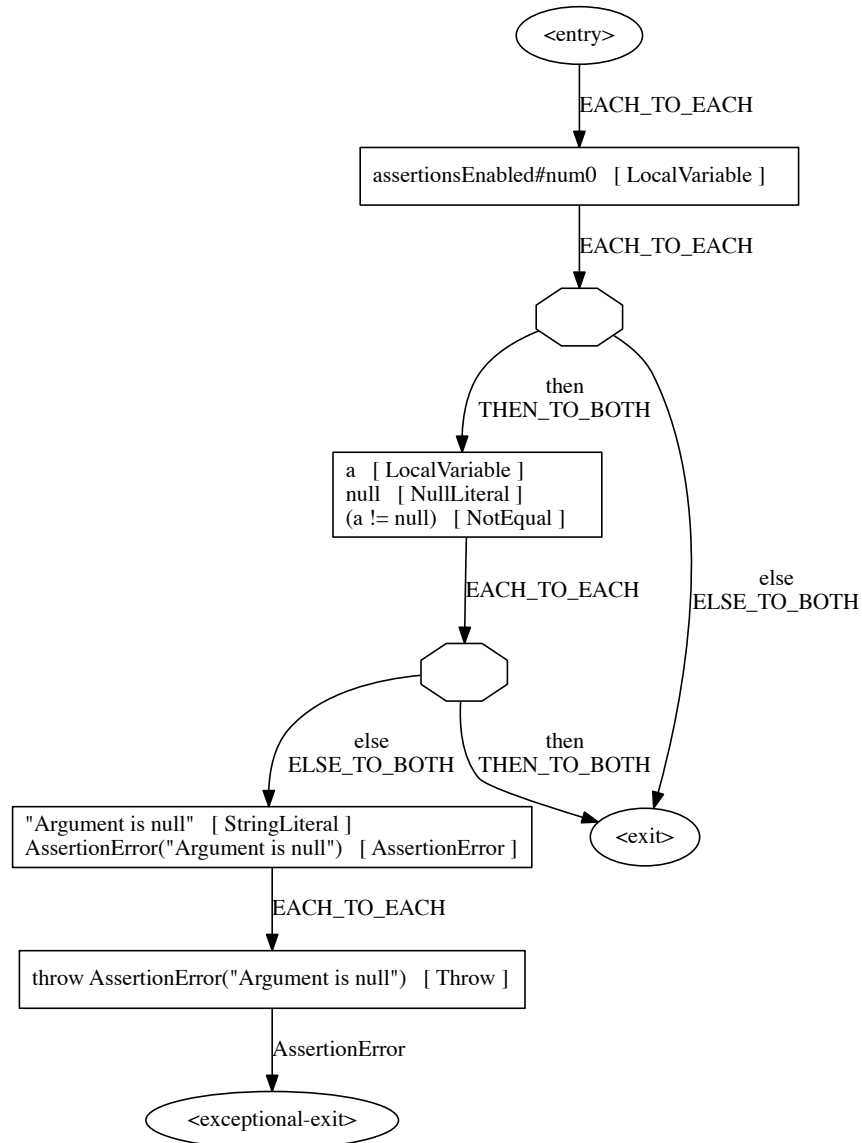 <entry>
EACH_TO_EACH
assertionsEnabled#num0 [ LocalVariable ]
EACH_TO_EACH
then
THEN_TO_BOTH
a [ LocalVariable ]
null [ NullLiteral ]
(a != null) [ NotEqual ]
EACH_TO_EACH
else
ELSE_TO_BOTH
else
ELSE_TO_BOTH
then
THEN_TO_BOTH
"Argument is null" [ StringLiteral ]
AssertionError("Argument is null") [ AssertionError ]
<exit>
EACH_TO_EACH
throw AssertionError("Argument is null") [ Throw ]
AssertionError
<exceptional-exit>